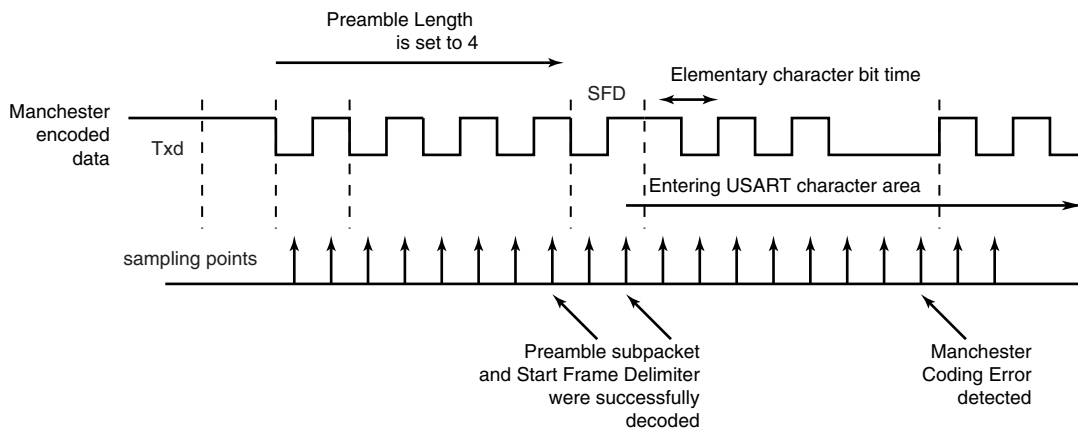 Preamble Length
is set to 4
SFD
Elementary character bit time
Manchester
encoded
data
Txd
Entering USART character area
sampling points
Preamble subpacket
and Start Frame Delimiter
were successfully
decoded
Manchester
Coding Error
detected